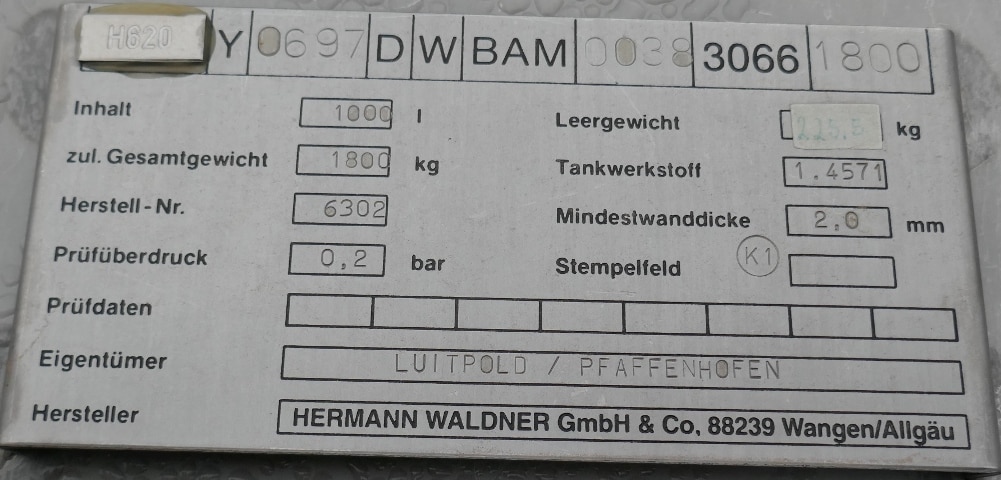 H620 Y 0697 D W BAM 0038 3066 1800
Inhalt 1000 l
Leergewicht 225.5 kg
zul. Gesamtgewicht 1800 kg
Tankwerkstoff 1.4571
Herstell-Nr. 6302
Mindestwanddicke 2,0 mm
Prüfüberdruck 0,2 bar
Stempelfeld K1
Prüfdaten
Eigentümer LUITPOLD / PFAFFENHOFEN
Hersteller HERMANN WALDNER GmbH & Co. 88239 Wangen/Allgäu